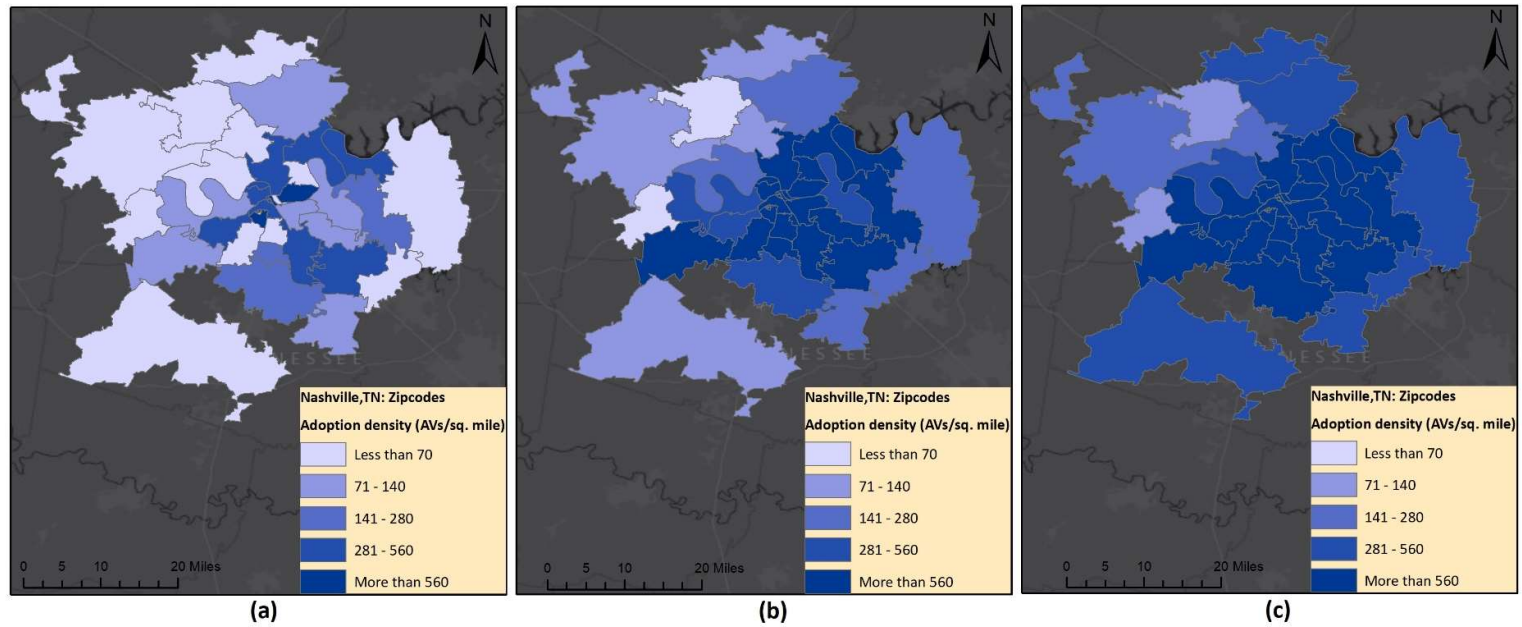 N
NESSEE
Nashville,TN: Zipcodes
Adoption density (AVs/sq. mile)
Less than 70
71 - 140
141 - 280
281 - 560
More than 560
0 5 10 20 Miles
(a)
N
NESSEE
Nashville,TN: Zipcodes
Adoption density (AVs/sq. mile)
Less than 70
71 - 140
141 - 280
281 - 560
More than 560
0 5 10 20 Miles
(b)
N
NESSEE
Nashville,TN: Zipcodes
Adoption density (AVs/sq. mile)
Less than 70
71 - 140
141 - 280
281 - 560
More than 560
0 5 10 20 Miles
(c)